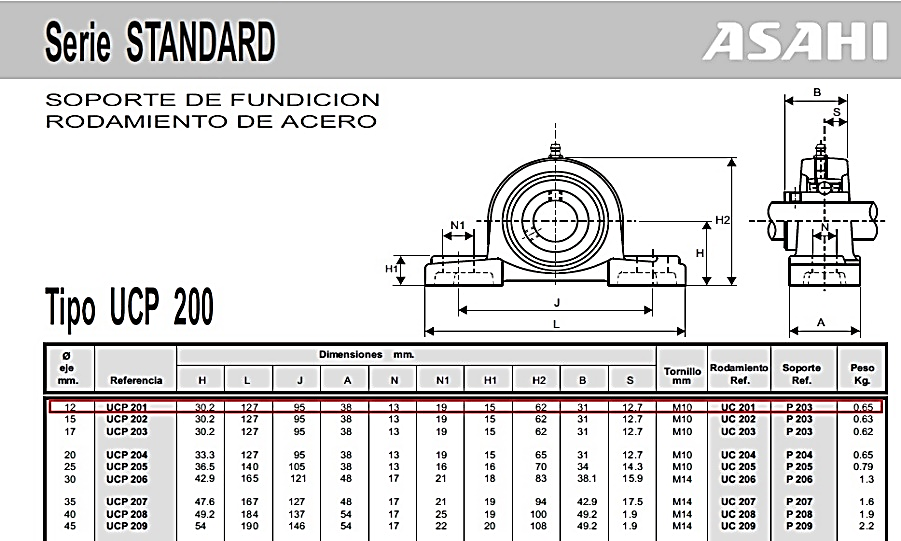 Serie STANDARD
ASAHI
SOPORTE DE FUNDICION
RODAMIENTO DE ACERO
B
S
N1
H2
H
H1
N
J
L
A
Tipo UCP 200
Ø eje mm. Referencia Dimensiones mm. Tornillo mm Rodamiento Ref. Soporte Ref. Peso Kg.
H L J A N N1 H1 H2 B S
12 UCP 201 30.2 127 95 38 13 19 15 62 31 12.7 M10 UC 201 P 203 0.65
15 UCP 202 30.2 127 95 38 13 19 15 62 31 12.7 M10 UC 202 P 203 0.63
17 UCP 203 30.2 127 95 38 13 19 15 62 31 12.7 M10 UC 203 P 203 0.62
20 UCP 204 33.3 127 95 38 13 19 15 65 31 12.7 M10 UC 204 P 204 0.65
25 UCP 205 36.5 140 105 38 13 16 16 70 34 14.3 M10 UC 205 P 205 0.79
30 UCP 206 42.9 165 121 48 17 21 18 83 38.1 15.9 M14 UC 206 P 206 1.3
35 UCP 207 47.6 167 127 48 17 21 19 94 42.9 17.5 M14 UC 207 P 207 1.6
40 UCP 208 49.2 184 137 54 17 25 19 100 49.2 1.9 M14 UC 208 P 208 1.9
45 UCP 209 54 190 146 54 17 22 20 108 49.2 1.9 M14 UC 209 P 209 2.2